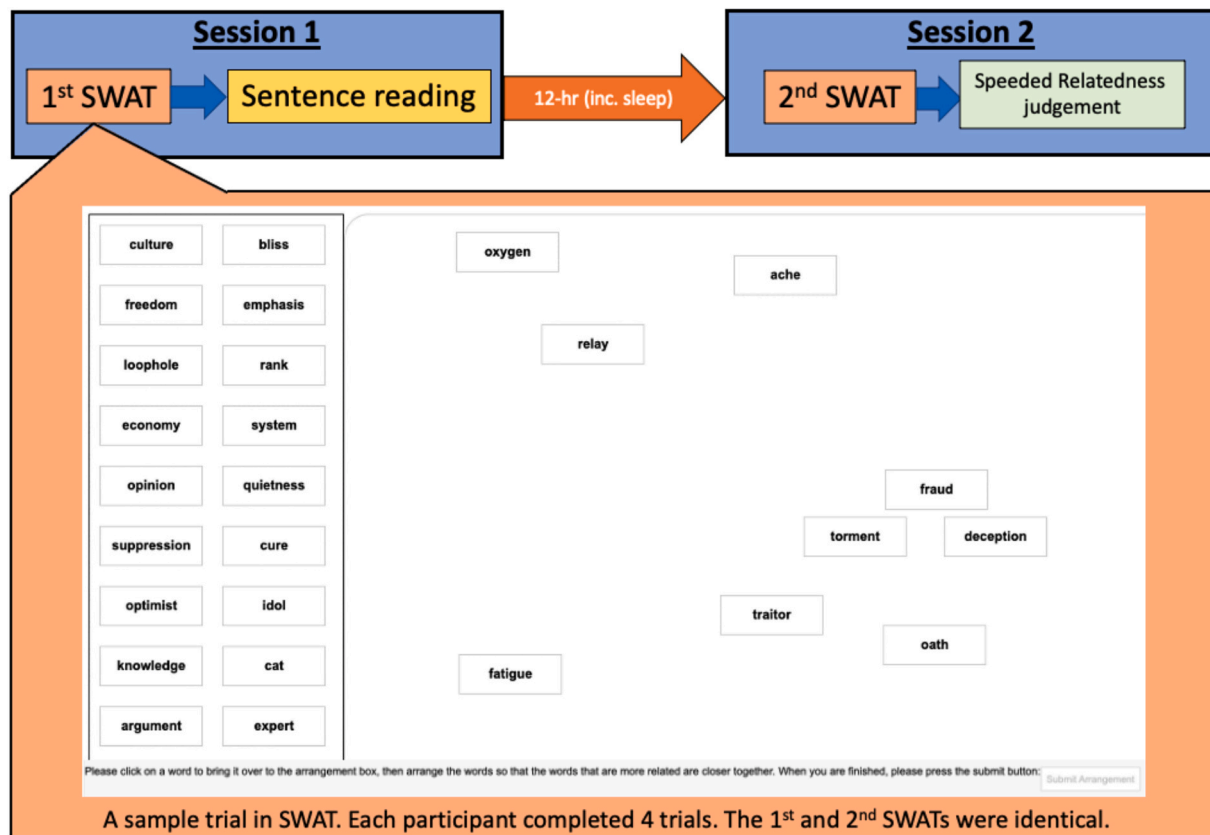 Session 1
Session 2
1st SWAT
Sentence reading
12-hr (inc. sleep)
2nd SWAT
Speeded Relatedness
judgement
culture bliss
freedom emphasis
loophole rank
economy system
opinion quietness
suppression cure
optimist idol
knowledge cat
argument expert
oxygen
ache
relay
fraud
torment deception
traitor
oath
fatigue
Please click on a word to bring it over to the arrangement box, then arrange the words so that the words that are more related are closer together. When you are finished, please press the submit button:
Submit Arrangement
A sample trial in SWAT. Each participant completed 4 trials. The 1st and 2nd SWATs were identical.